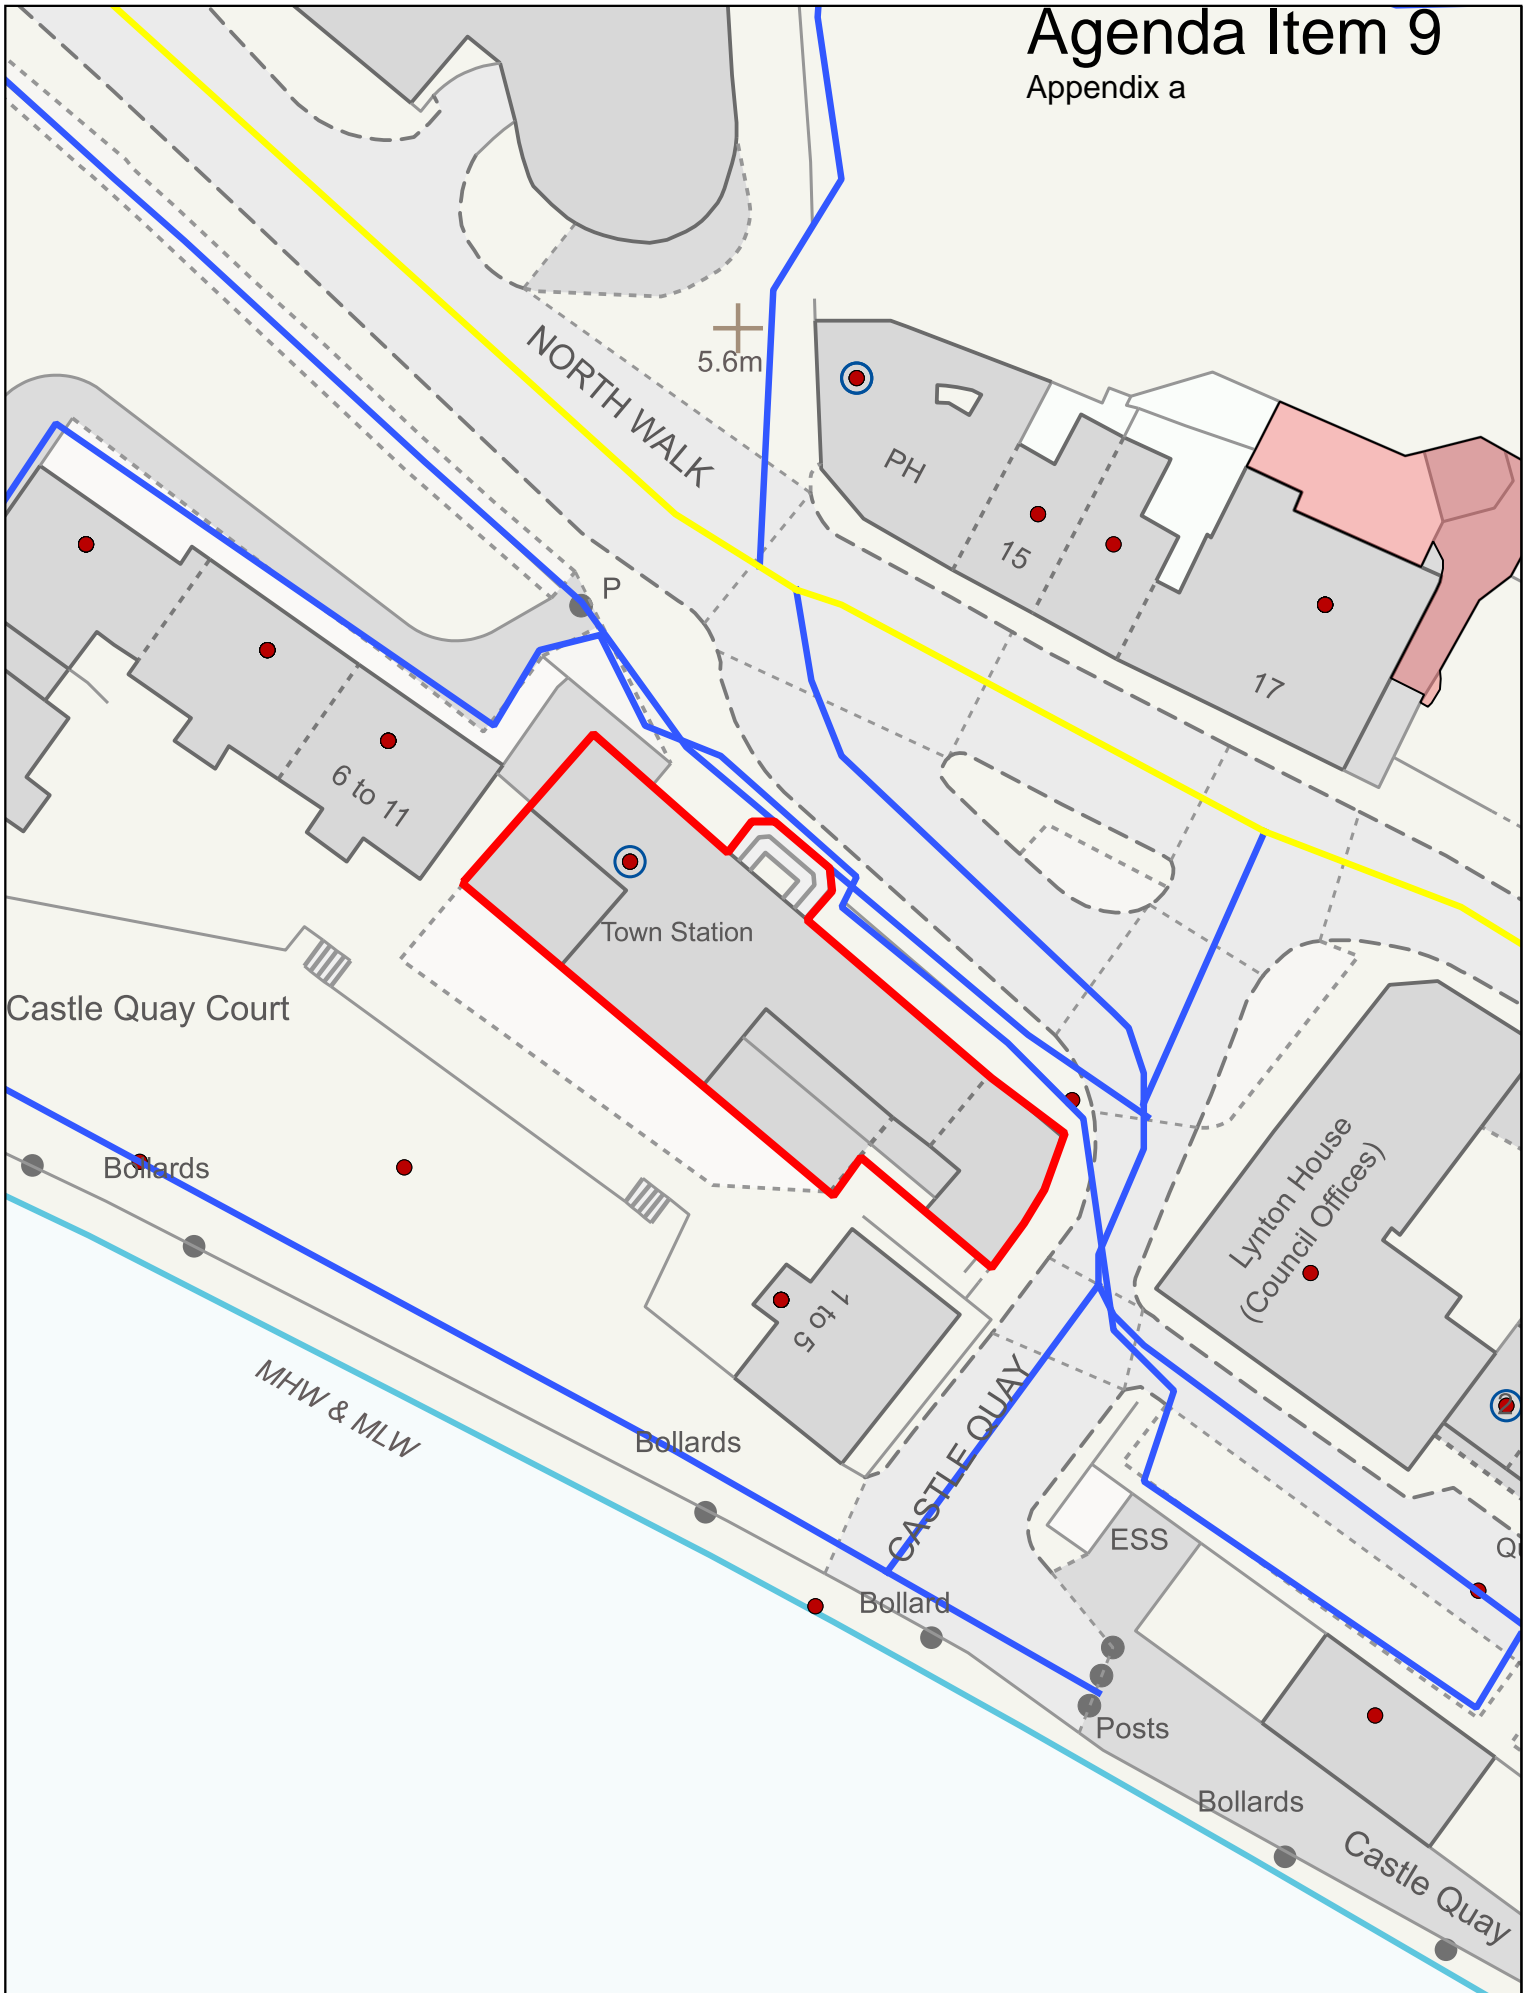 Agenda Item 9
Appendix a
NORTH WALK
5.6m
PH
15
17
P
6 to 11
Town Station
Castle Quay Court
Bollards
Lynton House
(Council Offices)
1 to 5
2
MHW & MLW
Bollards
CASTLE QUAY
ESS
Bollard
Posts
Bollards
Castle Quay